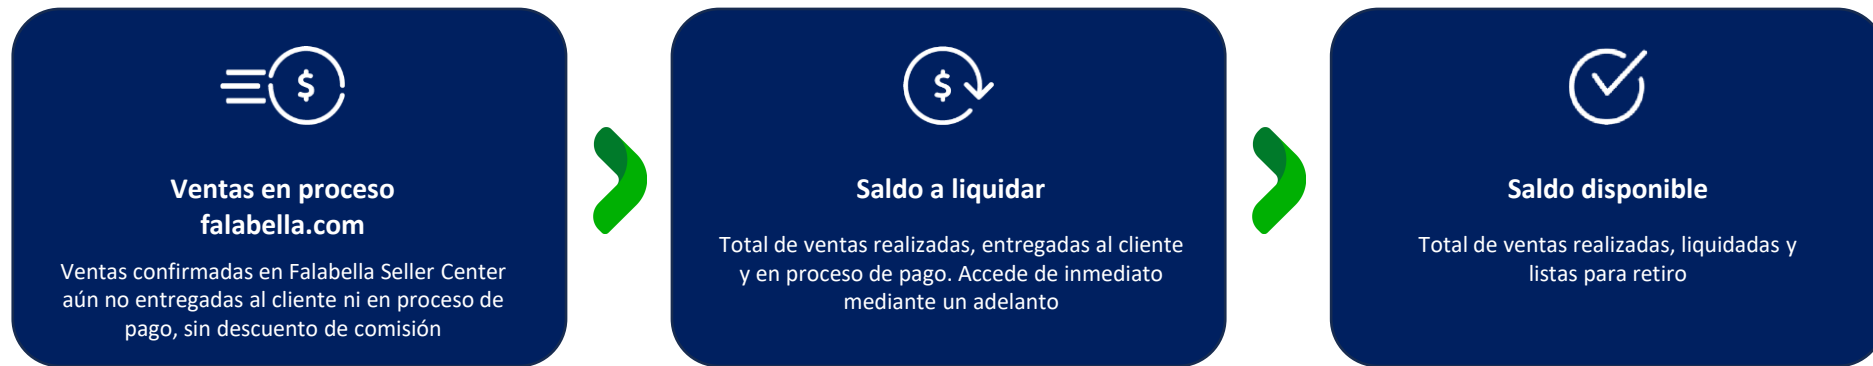 Ventas en proceso
falabella.com
Ventas confirmadas en Falabella Seller Center
aún no entregadas al cliente ni en proceso de
pago, sin descuento de comisión
$
Saldo a liquidar
Total de ventas realizadas, entregadas al cliente
y en proceso de pago. Accede de inmediato
mediante un adelanto
$
Saldo disponible
Total de ventas realizadas, liquidadas y
listas para retiro